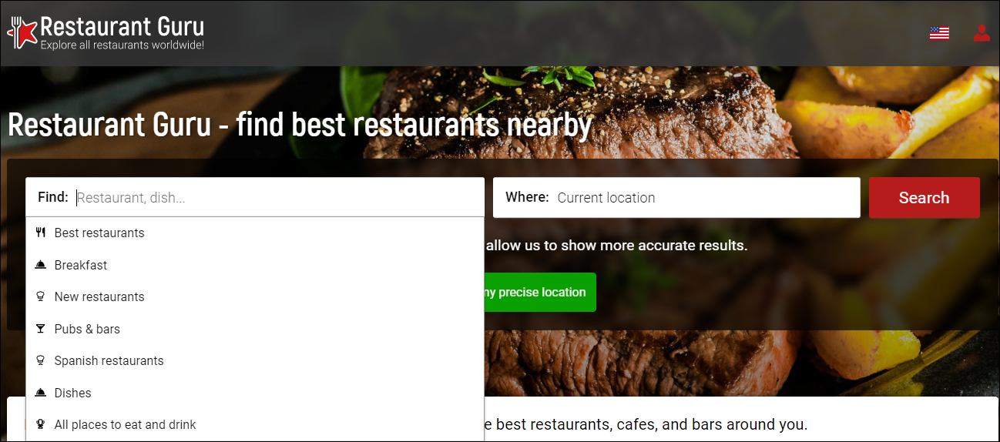 Restaurant Guru
Explore all restaurants worldwide!
Restaurant Guru - find best restaurants nearby
Find: Restaurant, dish...
Where: Current location
Search
Best restaurants
allow us to show more accurate results.
Breakfast
New restaurants
precise location
Pubs & bars
Spanish restaurants
Dishes
All places to eat and drink
best restaurants, cafes, and bars around you.